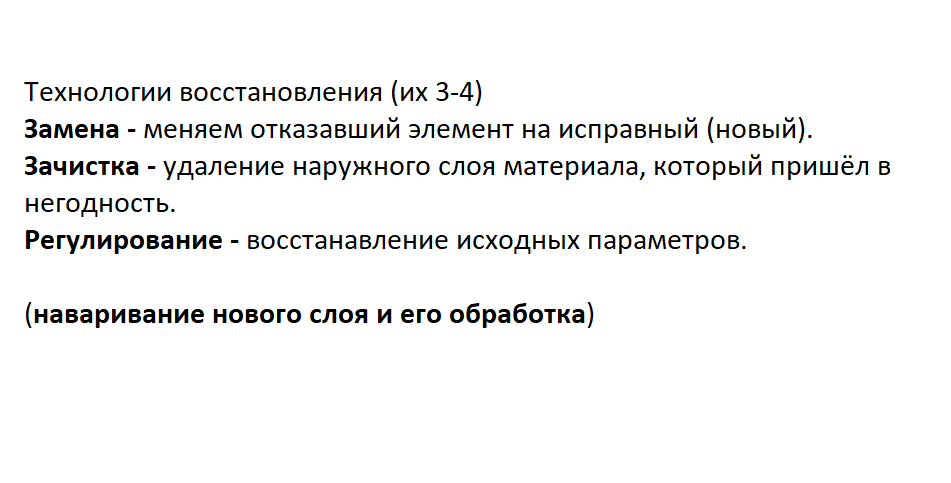 Технологии восстановления (их 3-4)
Замена - меняем отказавший элемент на исправный (новый).
Зачистка - удаление наружного слоя материала, который пришёл в
негодность.
Регулирование - восстанавление исходных параметров.
(наваривание нового слоя и его обработка)